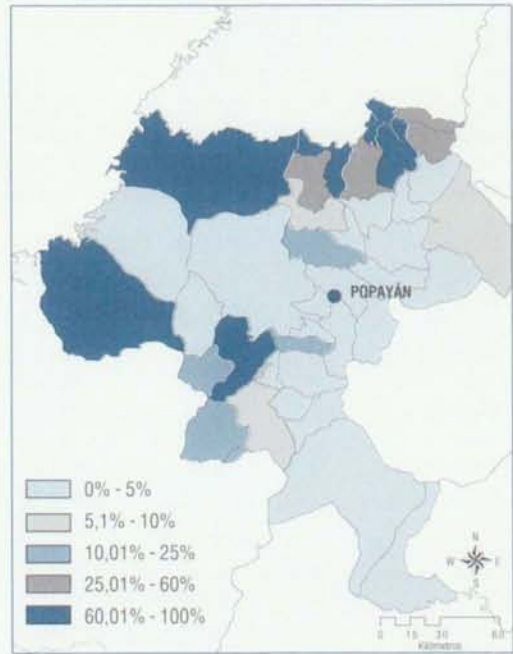 POPAYÁN
0% - 5%
5,1% - 10%
10,01% - 25%
25,01% - 60%
60,01% - 100%
N
W E
S
0 15 30 60
Kilómetros